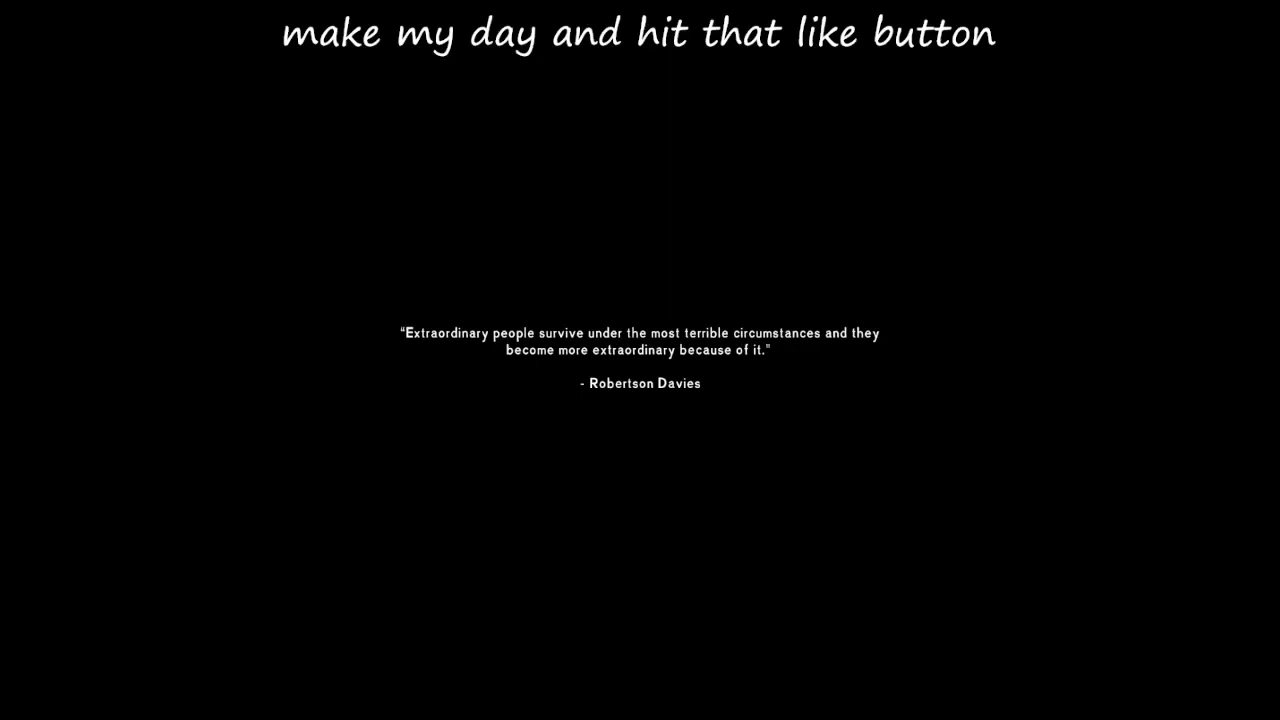 make my day and hit that like button
“Extraordinary people survive under the most terrible circumstances and they
become more extraordinary because of it."
- Robertson Davies